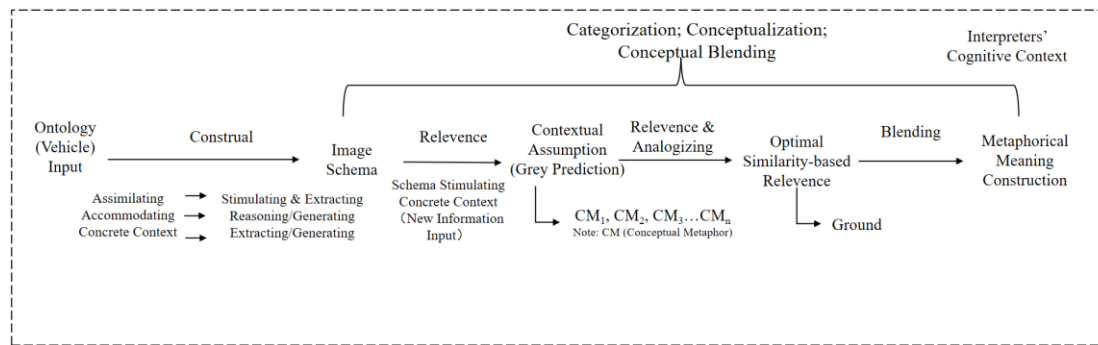 Categorization; Conceptualization;
Conceptual Blending
Interpreters'
Cognitive Context
Ontology
(Vehicle)
Input
Construal
Image
Schema
Relevence
Contextual
Assumption
(Grey Prediction)
Relevance &
Analogizing
Optimal
Similarity-based
Relevence
Blending
Metaphorical
Meaning
Construction
Assimilating
Stimulating & Extracting
Accommodating
Reasoning/Generating
Concrete Context
Extracting/Generating
Schema Stimulating
Concrete Context
（New Information
Input）
CM1, CM2, CM3…CMn
Note: CM (Conceptual Metaphor)
Ground